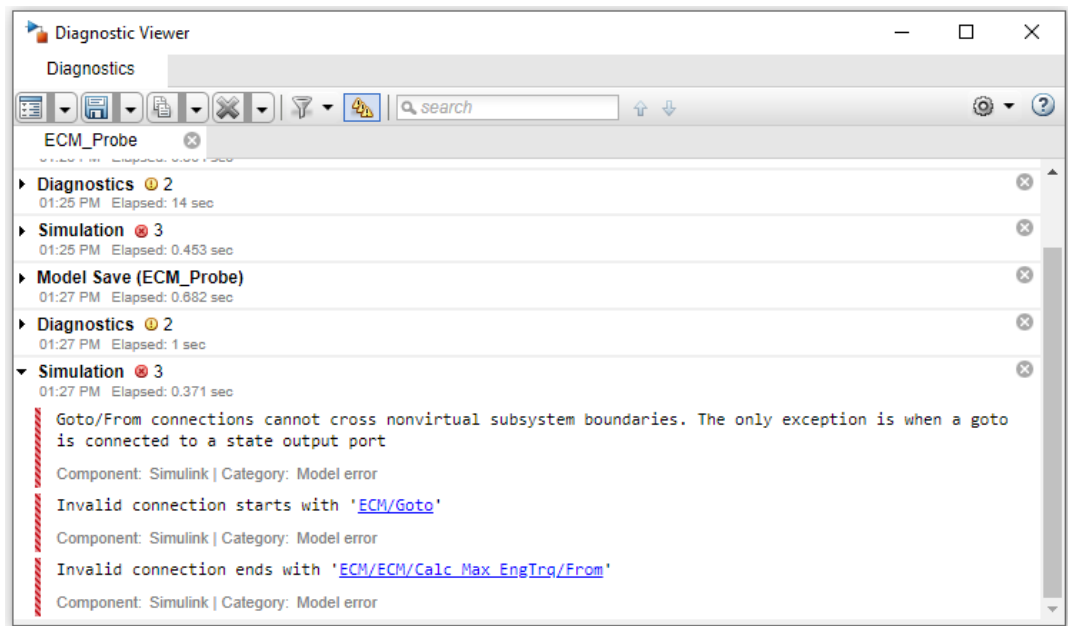 Diagnostic Viewer
Diagnostics
search
ECM_Probe
Diagnostics 2
01:25 PM Elapsed: 14 sec
Simulation 3
01:25 PM Elapsed: 0.453 sec
Model Save (ECM_Probe)
01:27 PM Elapsed: 0.682 sec
Diagnostics 2
01:27 PM Elapsed: 1 sec
Simulation 3
01:27 PM Elapsed: 0.371 sec
Goto/From connections cannot cross nonvirtual subsystem boundaries. The only exception is when a goto
is connected to a state output port
Component: Simulink | Category: Model error
Invalid connection starts with 'ECM/Goto'
Component: Simulink | Category: Model error
Invalid connection ends with 'ECM/ECM/Calc_Max_EngTrq/From'
Component: Simulink | Category: Model error